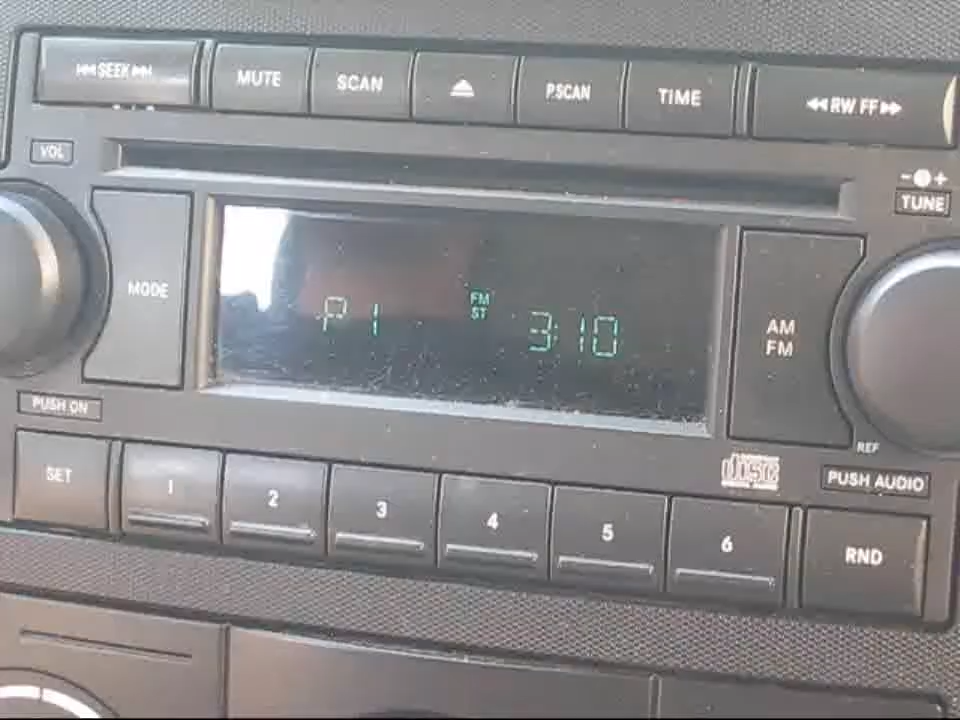 SEEK
MUTE
SCAN
P.SCAN
TIME
RW FF
VOL
- +
TUNE
MODE
P 1
FM
ST
3:10
AM
FM
PUSH ON
REF
disc
PUSH AUDIO
SET
1
2
3
4
5
6
RND